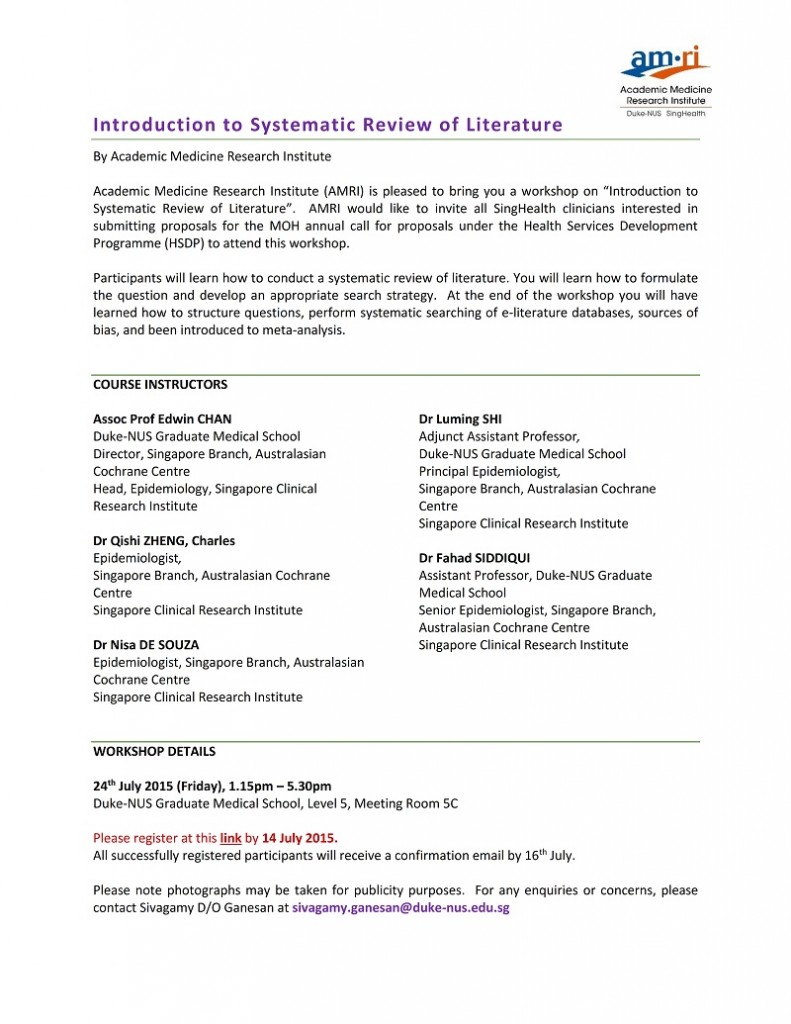 am·ri
Academic Medicine
Research Institute
Duke-NUS SingHealth
Introduction to Systematic Review of Literature
By Academic Medicine Research Institute
Academic Medicine Research Institute (AMRI) is pleased to bring you a workshop on “Introduction to
Systematic Review of Literature”. AMRI would like to invite all SingHealth clinicians interested in
submitting proposals for the MOH annual call for proposals under the Health Services Development
Programme (HSDP) to attend this workshop.
Participants will learn how to conduct a systematic review of literature. You will learn how to formulate
the question and develop an appropriate search strategy. At the end of the workshop you will have
learned how to structure questions, perform systematic searching of e-literature databases, sources of
bias, and been introduced to meta-analysis.
COURSE INSTRUCTORS
Assoc Prof Edwin CHAN
Duke-NUS Graduate Medical School
Director, Singapore Branch, Australasian
Cochrane Centre
Head, Epidemiology, Singapore Clinical
Research Institute
Dr Qishi ZHENG, Charles
Epidemiologist,
Singapore Branch, Australasian Cochrane
Centre
Singapore Clinical Research Institute
Dr Nisa DE SOUZA
Epidemiologist, Singapore Branch, Australasian
Cochrane Centre
Singapore Clinical Research Institute
Dr Luming SHI
Adjunct Assistant Professor,
Duke-NUS Graduate Medical School
Principal Epidemiologist,
Singapore Branch, Australasian Cochrane
Centre
Singapore Clinical Research Institute
Dr Fahad SIDDIQUI
Assistant Professor, Duke-NUS Graduate
Medical School
Senior Epidemiologist, Singapore Branch,
Australasian Cochrane Centre
Singapore Clinical Research Institute
WORKSHOP DETAILS
24th July 2015 (Friday), 1.15pm – 5.30pm
Duke-NUS Graduate Medical School, Level 5, Meeting Room 5C
Please register at this link by 14 July 2015.
All successfully registered participants will receive a confirmation email by 16th July.
Please note photographs may be taken for publicity purposes. For any enquiries or concerns, please
contact Sivagamy D/O Ganesan at sivagamy.ganesan@duke-nus.edu.sg